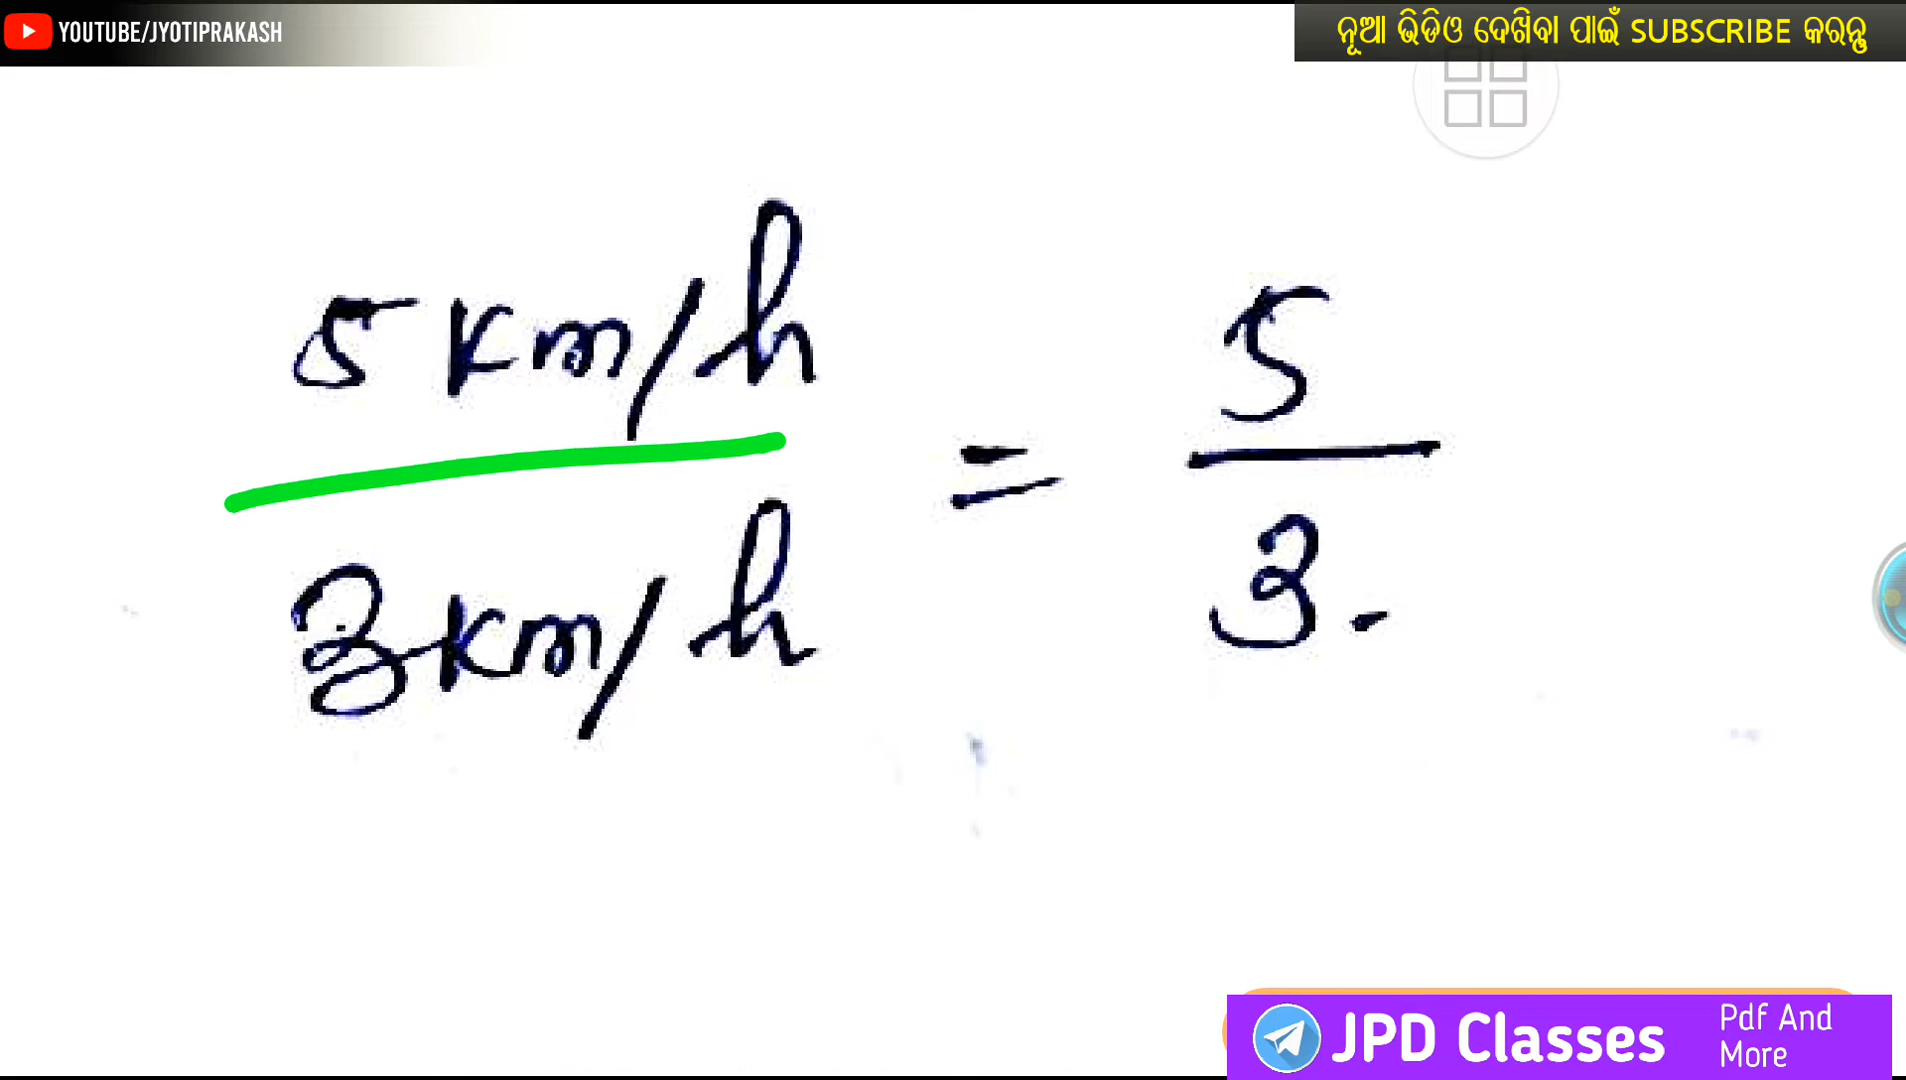 YOUTUBE/JYOTIPRAKASH
ନୂଆ ଭିଡିଓ ଦେଖିବା ପାଇଁ SUBSCRIBE କରନ୍ତୁ
5 km/h
3 km/h
=
5
3.
JPD Classes
Pdf And
More